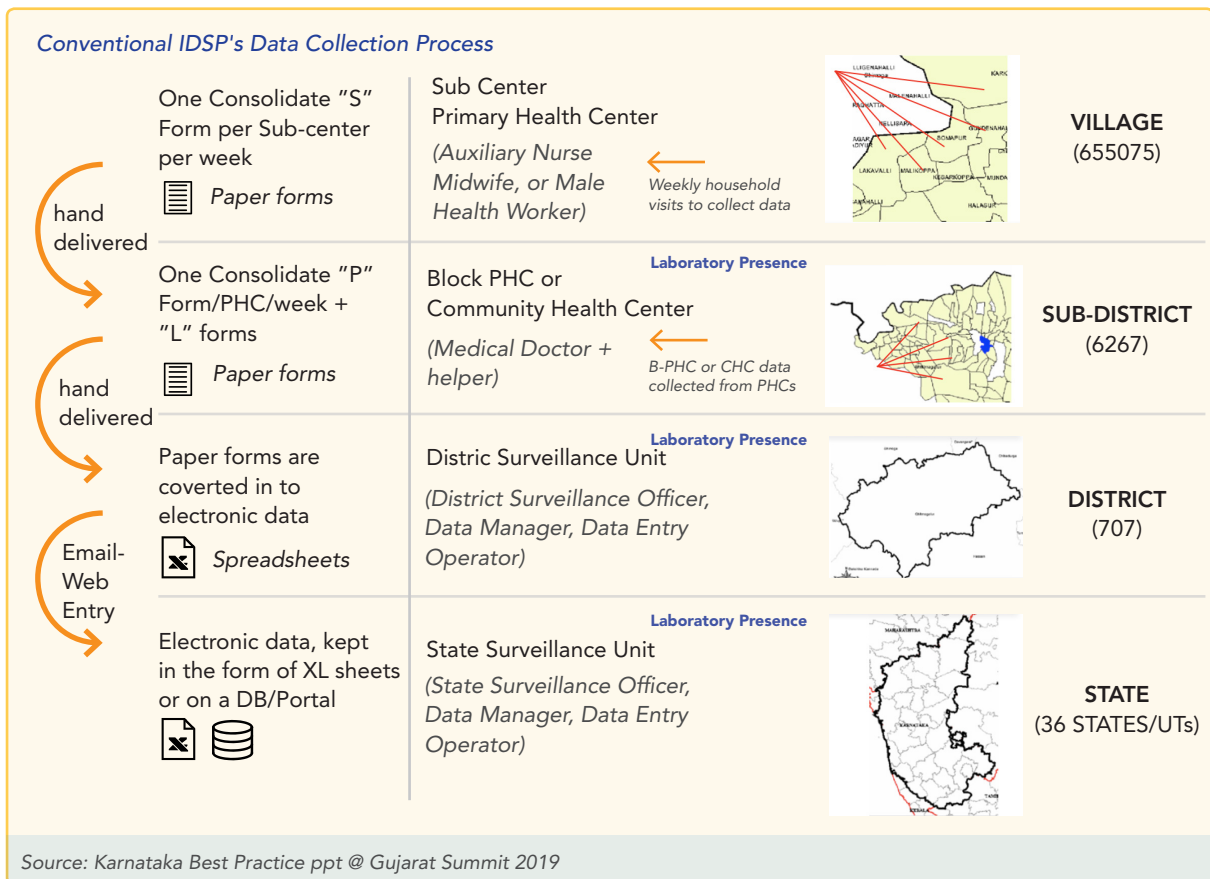 Conventional IDSP's Data Collection Process
One Consolidate "S"
Form per Sub-center
per week
Paper forms
hand
delivered
Sub Center
Primary Health Center
(Auxiliary Nurse
Midwife, or Male
Health Worker)
Weekly household
visits to collect data
VILLAGE
(655075)
One Consolidate "P"
Form/PHC/week +
"L" forms
Paper forms
hand
delivered
Block PHC or
Community Health Center
(Medical Doctor +
helper)
Laboratory Presence
B-PHC or CHC data
collected from PHCs
SUB-DISTRICT
(6267)
Paper forms are
coverted in to
electronic data
Spreadsheets
Email-
Web
Entry
Distric Surveillance Unit
(District Surveillance Officer,
Data Manager, Data Entry
Operator)
Laboratory Presence
DISTRICT
(707)
Electronic data, kept
in the form of XL sheets
or on a DB/Portal
State Surveillance Unit
(State Surveillance Officer,
Data Manager, Data Entry
Operator)
Laboratory Presence
MAHARASHTRA
KARNATAKA
KERALA
STATE
(36 STATES/UTs)
LAKAVALLI
MALIKOPPA
HALAGUR
Source: Karnataka Best Practice ppt @ Gujarat Summit 2019